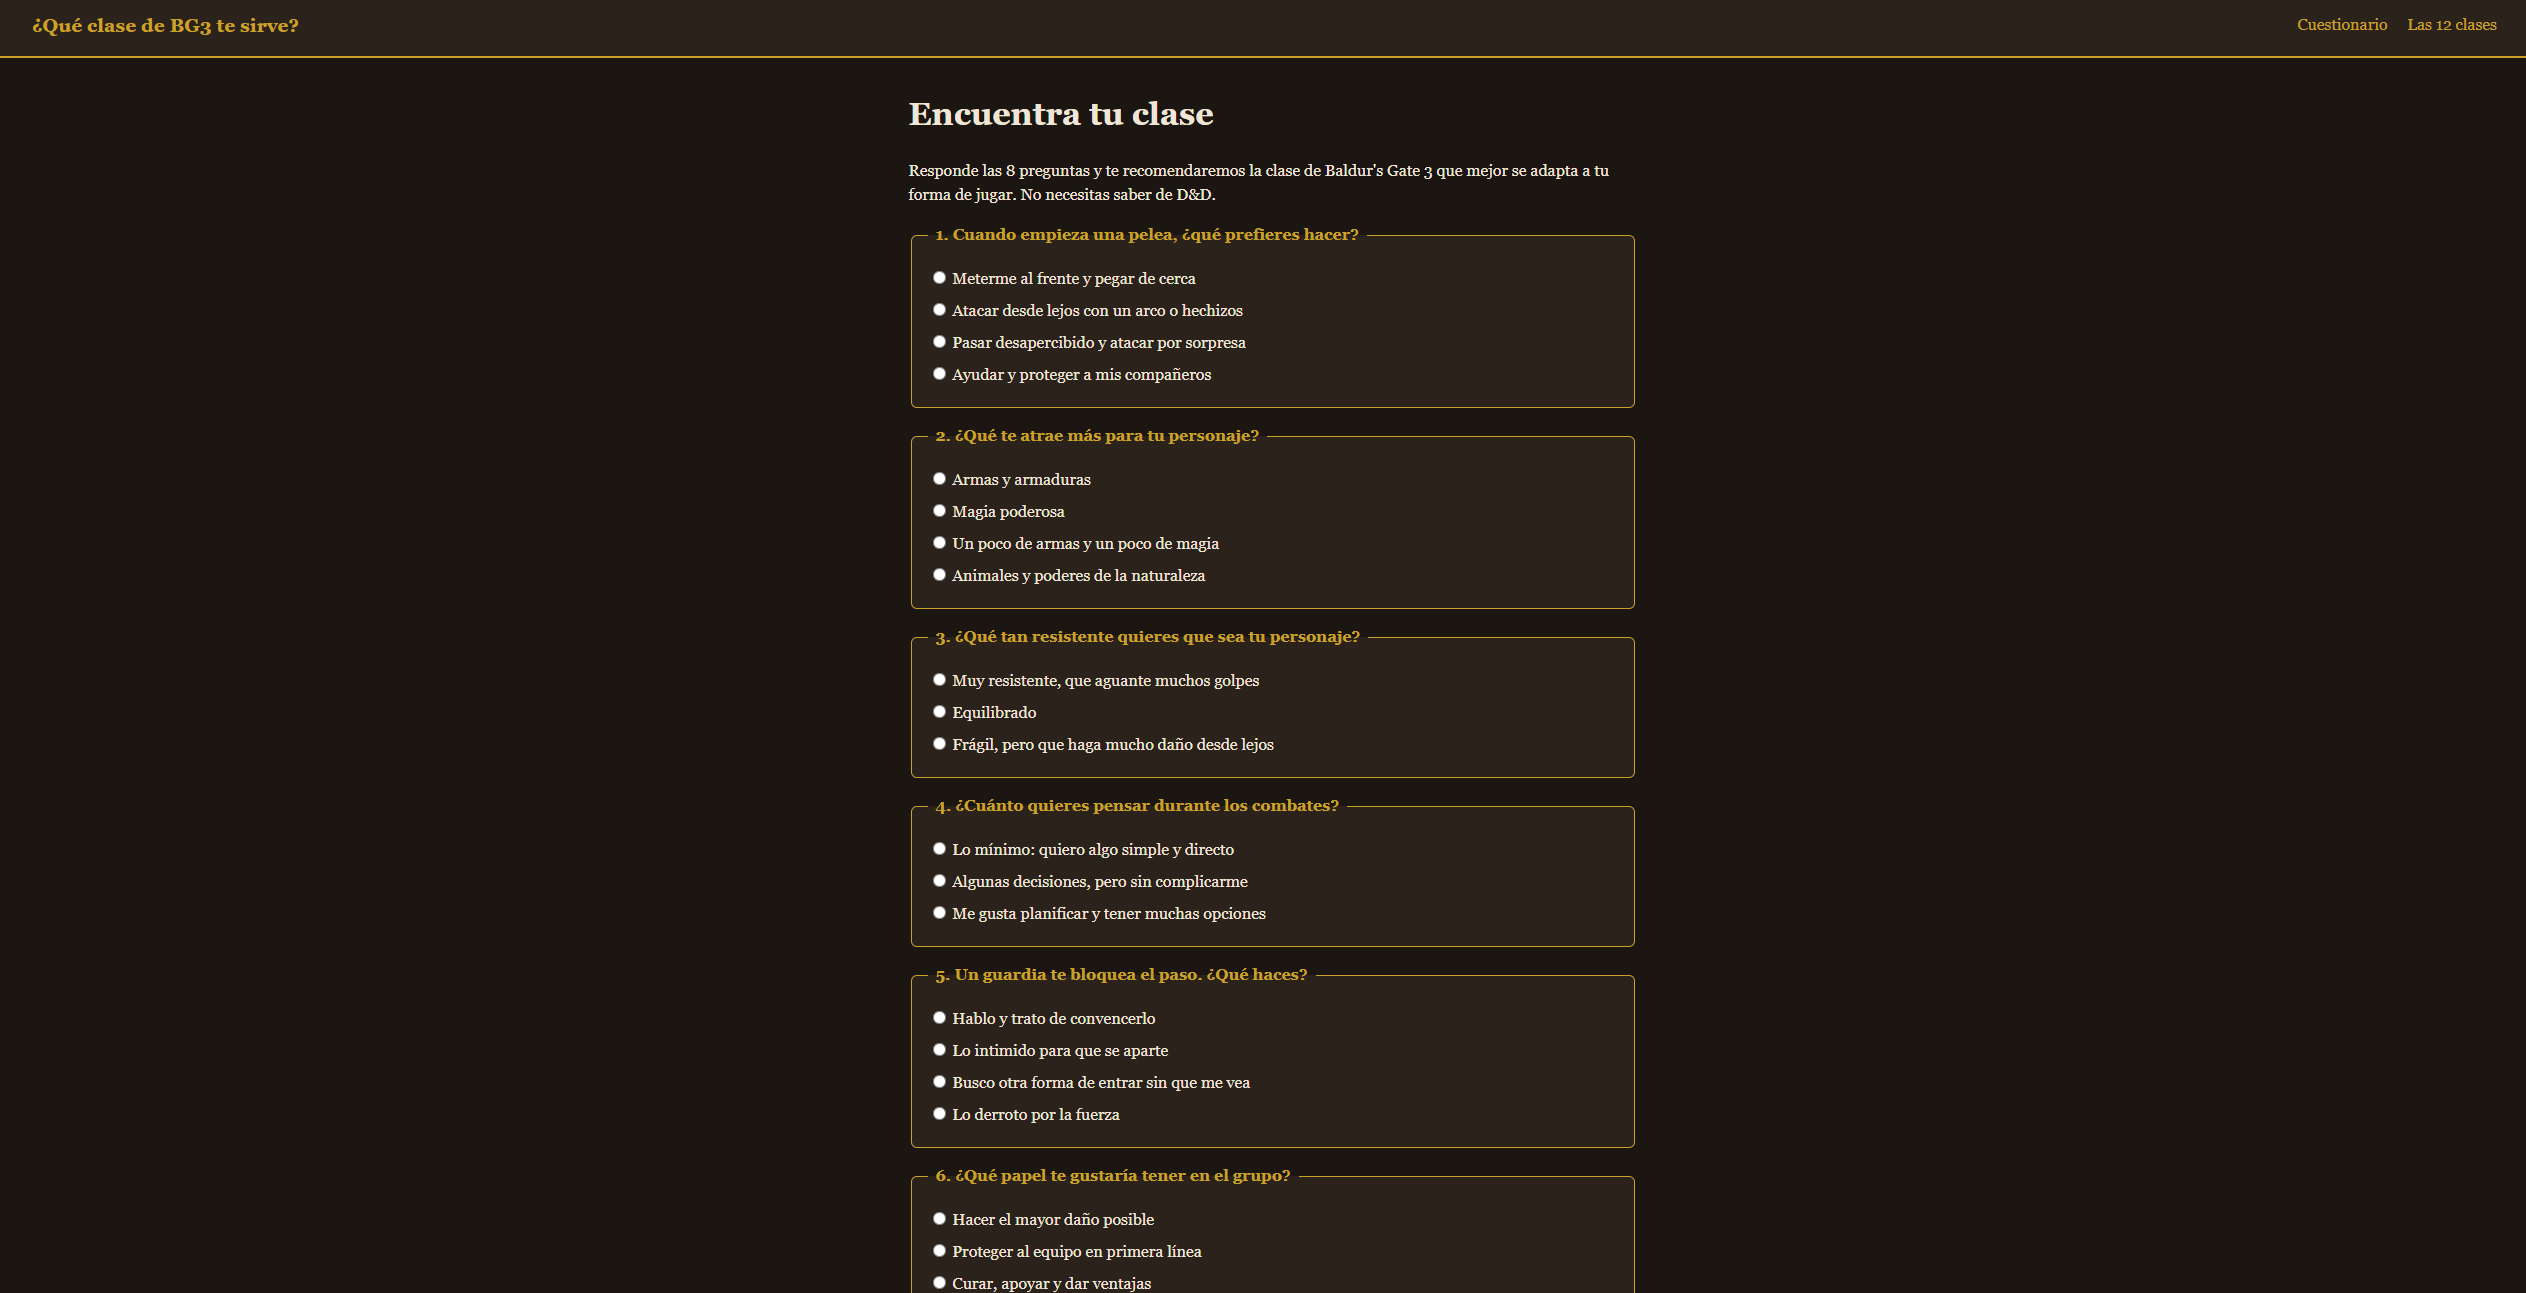 ¿Qué clase de BG3 te sirve?
Cuestionario
Las 12 clases
Encuentra tu clase
Responde las 8 preguntas y te recomendaremos la clase de Baldur's Gate 3 que mejor se adapta a tu
forma de jugar. No necesitas saber de D&D.
1. Cuando empieza una pelea, ¿qué prefieres hacer?
Meterme al frente y pegar de cerca
Atacar desde lejos con un arco o hechizos
Pasar desapercibido y atacar por sorpresa
Ayudar y proteger a mis compañeros
2. ¿Qué te atrae más para tu personaje?
Armas y armaduras
Magia poderosa
Un poco de armas y un poco de magia
Animales y poderes de la naturaleza
3. ¿Qué tan resistente quieres que sea tu personaje?
Muy resistente, que aguante muchos golpes
Equilibrado
Frágil, pero que haga mucho daño desde lejos
4. ¿Cuánto quieres pensar durante los combates?
Lo mínimo: quiero algo simple y directo
Algunas decisiones, pero sin complicarme
Me gusta planificar y tener muchas opciones
5. Un guardia te bloquea el paso. ¿Qué haces?
Hablo y trato de convencerlo
Lo intimido para que se aparte
Busco otra forma de entrar sin que me vea
Lo derroto por la fuerza
6. ¿Qué papel te gustaría tener en el grupo?
Hacer el mayor daño posible
Proteger al equipo en primera línea
Curar, apoyar y dar ventajas